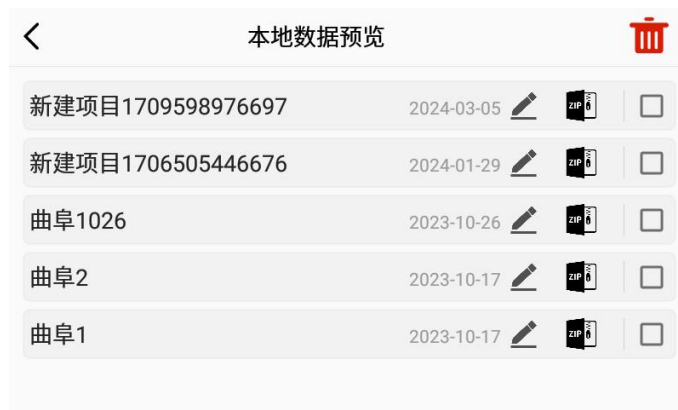 本地数据预览
新建项目1709598976697 2024-03-05 ZIP
新建项目1706505446676 2024-01-29 ZIP
曲阜1026 2023-10-26 ZIP
曲阜2 2023-10-17 ZIP
曲阜1 2023-10-17 ZIP